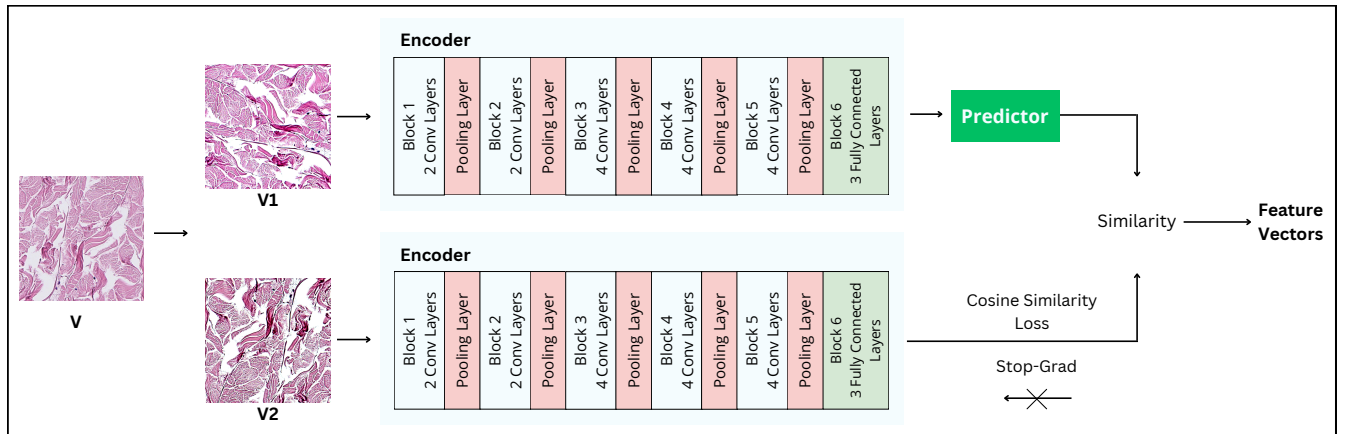 V
V1
V2
Encoder
Block 1
2 Conv Layers
Pooling Layer
Block 2
2 Conv Layers
Pooling Layer
Block 3
4 Conv Layers
Pooling Layer
Block 4
4 Conv Layers
Pooling Layer
Block 5
4 Conv Layers
Pooling Layer
Block 6
3 Fully Connected
Layers
Predictor
Encoder
Block 1
2 Conv Layers
Pooling Layer
Block 2
2 Conv Layers
Pooling Layer
Block 3
4 Conv Layers
Pooling Layer
Block 4
4 Conv Layers
Pooling Layer
Block 5
4 Conv Layers
Pooling Layer
Block 6
3 Fully Connected
Layers
Similarity
Cosine Similarity
Loss
Stop-Grad
Feature
Vectors